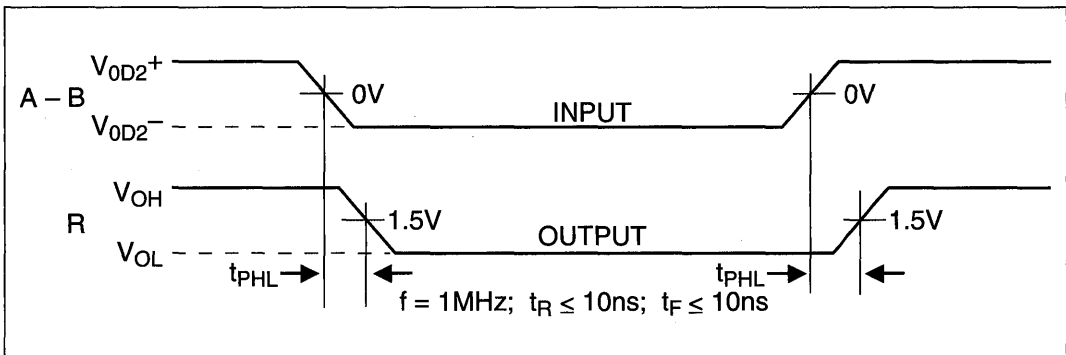 V0D2+
A – B
0V
0V
INPUT
V0D2–
VOH
R
1.5V
1.5V
OUTPUT
VOL
tPHL
tPHL
f = 1MHz; tR ≤ 10ns; tF ≤ 10ns